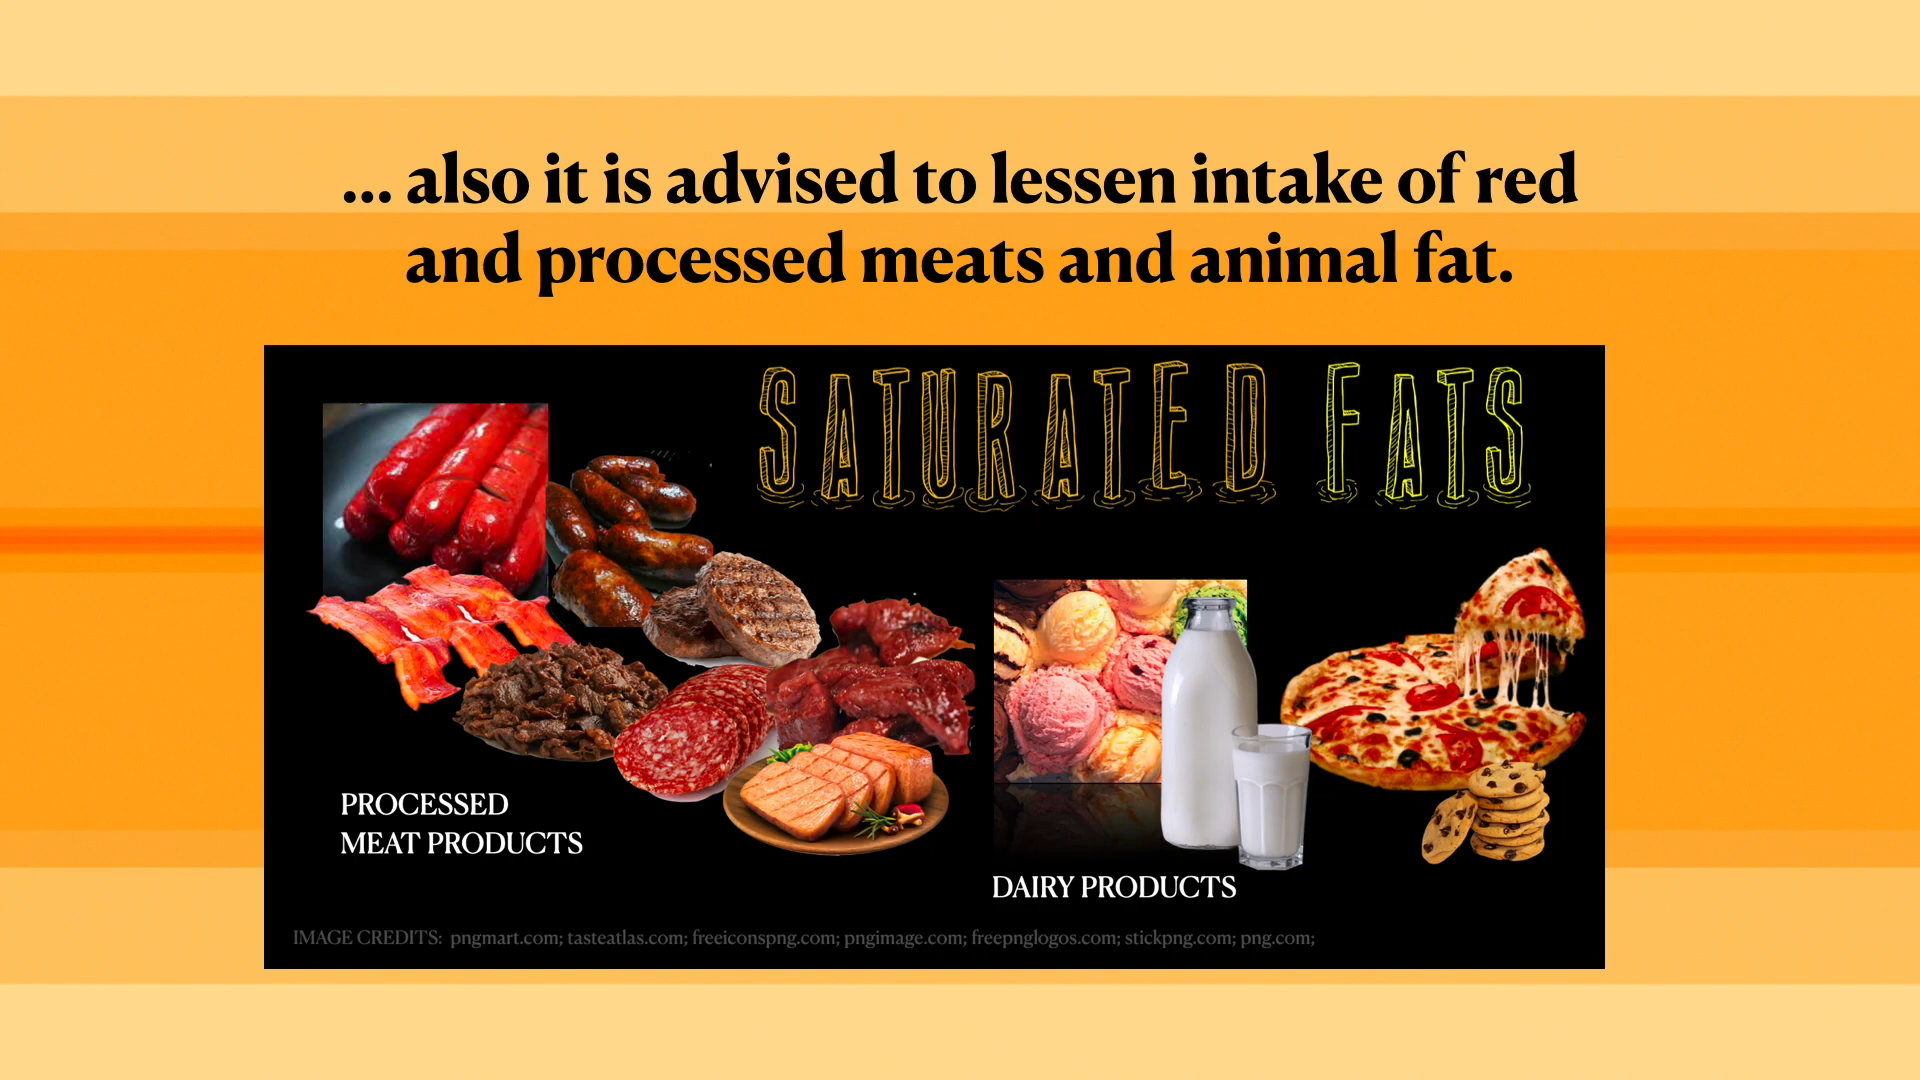 ... also it is advised to lessen intake of red
and processed meats and animal fat.
SATURATED FATS
PROCESSED
MEAT PRODUCTS
DAIRY PRODUCTS
IMAGE CREDITS: pngmart.com; tasteatlas.com; freeiconspng.com; pngimage.com; freepnglogos.com; stickpng.com; png.com;